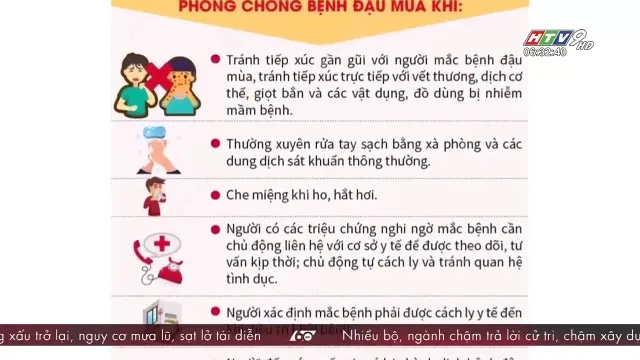 PHÒNG CHỐNG BỆNH ĐẬU MÙA KHỈ:
HTV9 HD
06:32:40
Tránh tiếp xúc gần gũi với người mắc bệnh đậu
mùa, tránh tiếp xúc trực tiếp với vết thương, dịch cơ
thể, giọt bắn và các vật dụng, đồ dùng bị nhiễm
mầm bệnh.
Thường xuyên rửa tay sạch bằng xà phòng và các
dung dịch sát khuẩn thông thường.
Che miệng khi ho, hắt hơi.
Người có các triệu chứng nghi ngờ mắc bệnh cần
chủ động liên hệ với cơ sở y tế để được theo dõi, tư
vấn kịp thời; chủ động tự cách ly và tránh quan hệ
tình dục.
Người xác định mắc bệnh phải được cách ly y tế đến
xấu trở lại, nguy cơ mưa lũ, sạt lở tái diễn
Nhiều bộ, ngành chậm trả lời cử tri, chậm xây dự